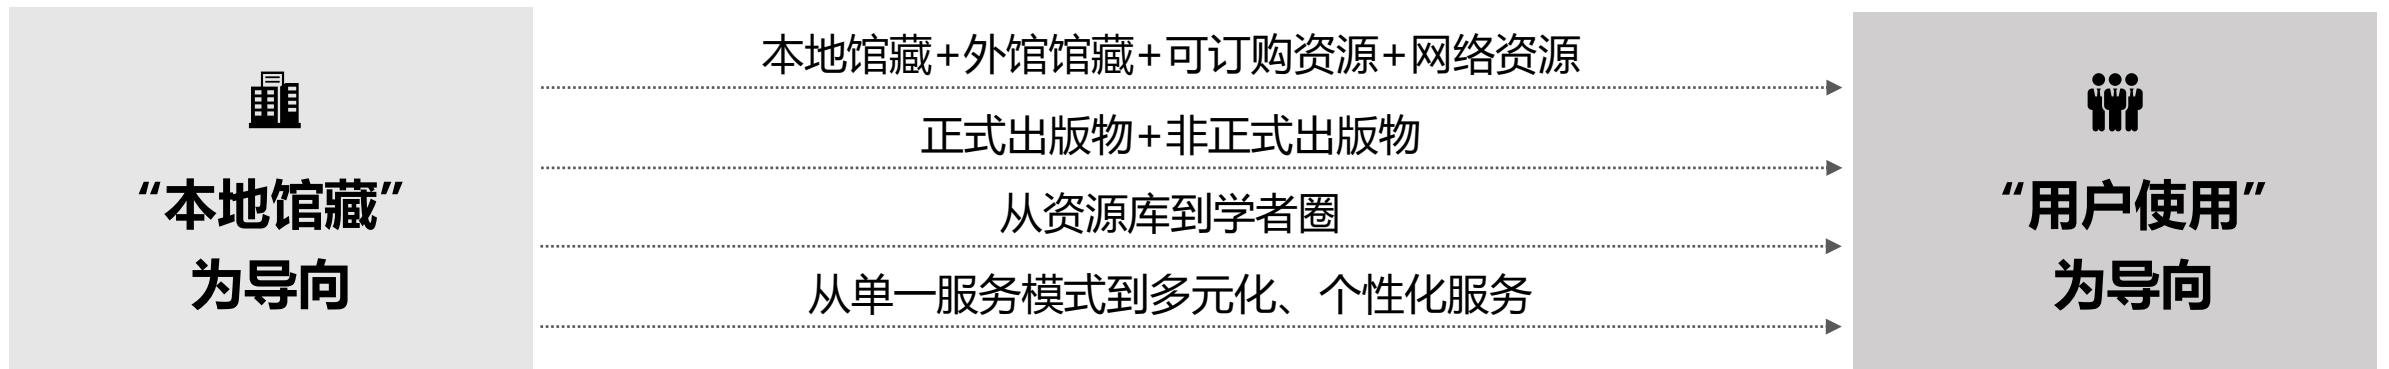 “本地馆藏”
为导向
本地馆藏+外馆馆藏+可订购资源+网络资源
正式出版物+非正式出版物
从资源库到学者圈
从单一服务模式到多元化、个性化服务
“用户使用”
为导向